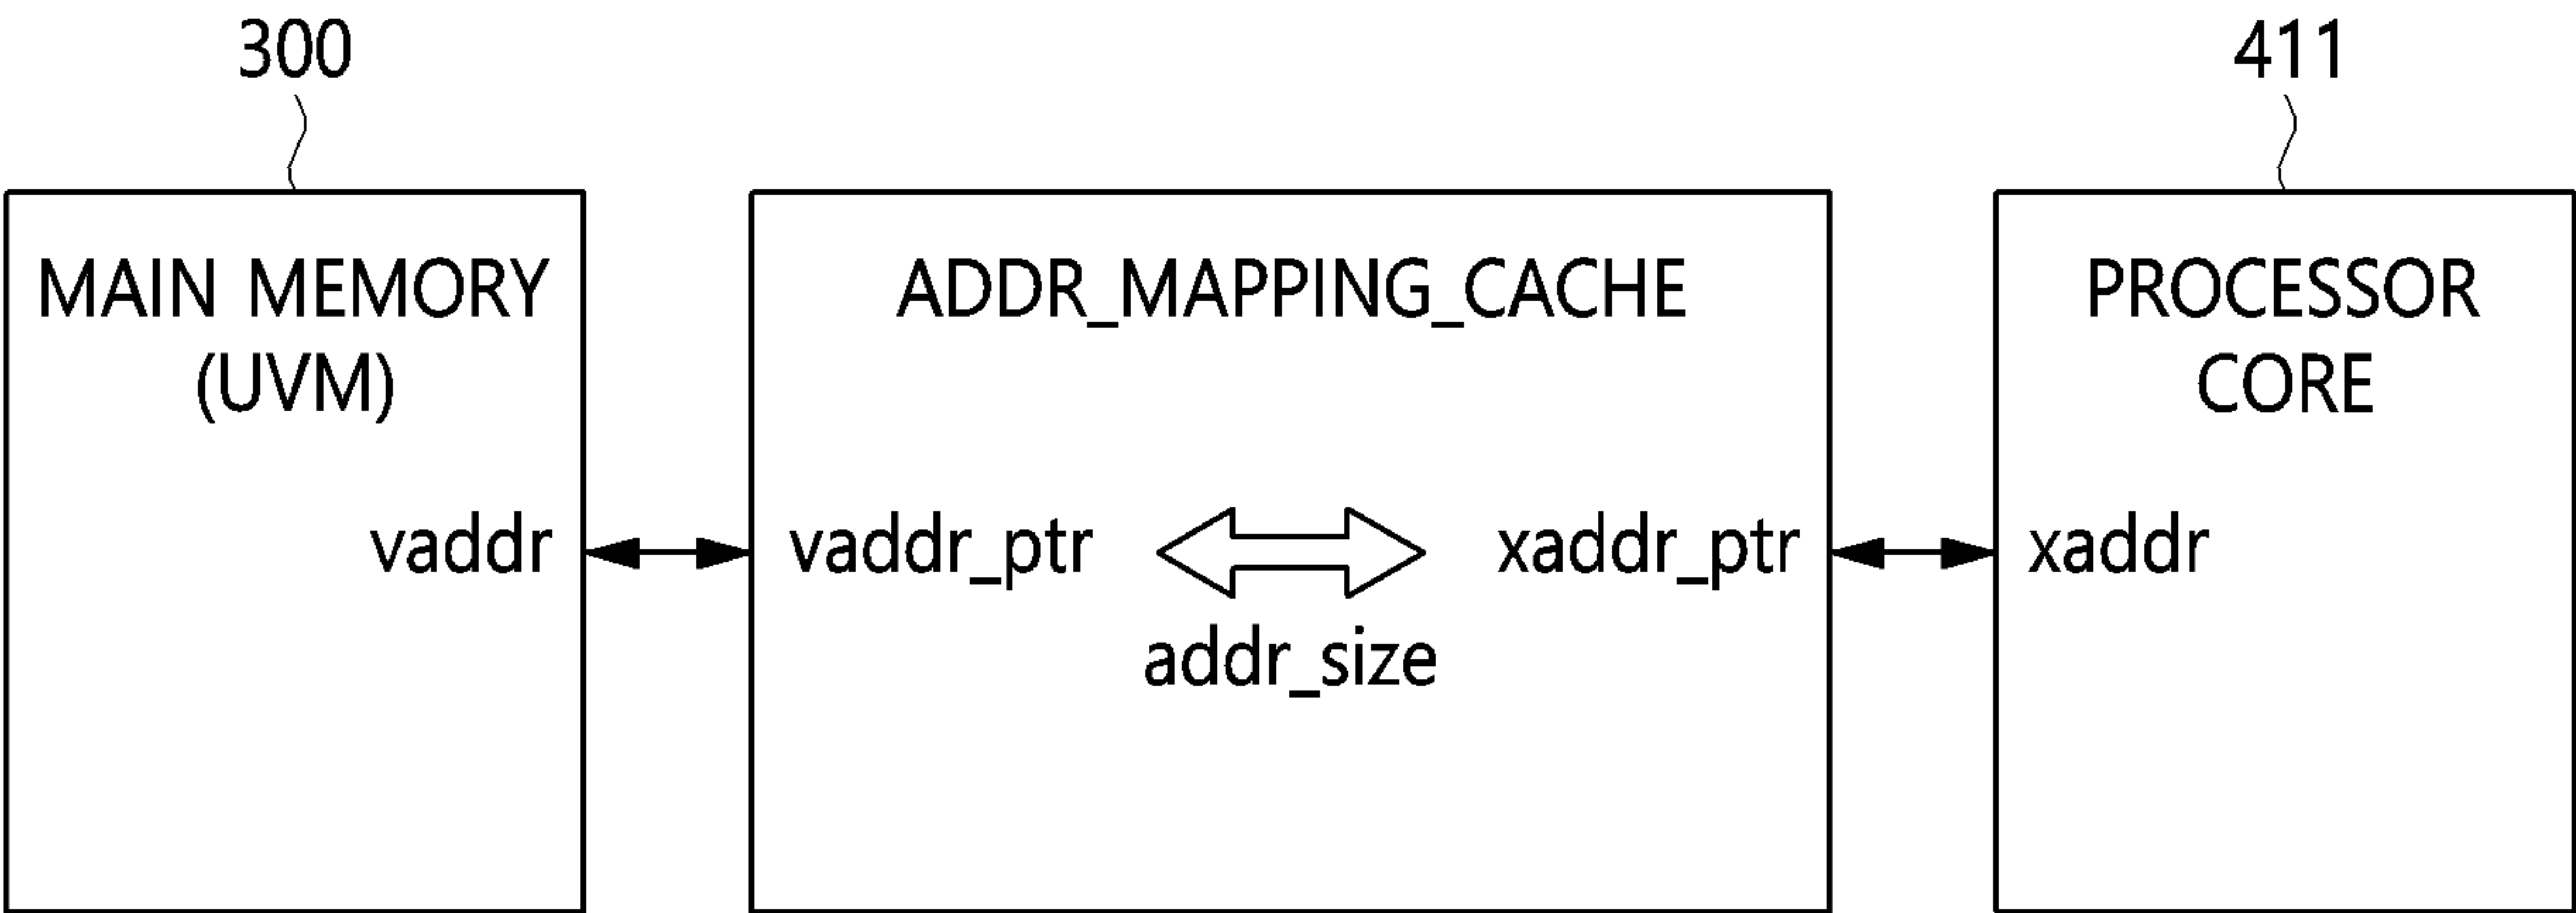 300
411
MAIN MEMORY
(UVM)
ADDR_MAPPING_CACHE
PROCESSOR
CORE
vaddr
vaddr_ptr
xaddr_ptr
xaddr
addr_size